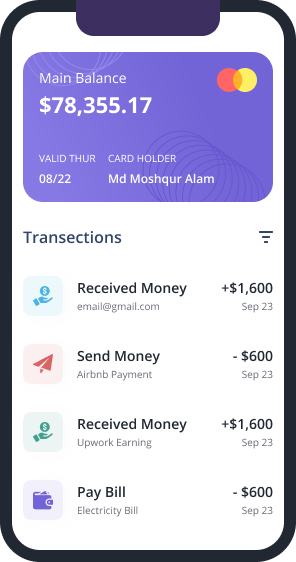 Main Balance
$78,355.17
VALID THUR CARD HOLDER
08/22 Md Moshqur Alam
Transections
Received Money +$1,600
email@gmail.com Sep 23
Send Money - $600
Airbnb Payment Sep 23
Received Money +$1,600
Upwork Earning Sep 23
Pay Bill - $600
Electricity Bill Sep 23